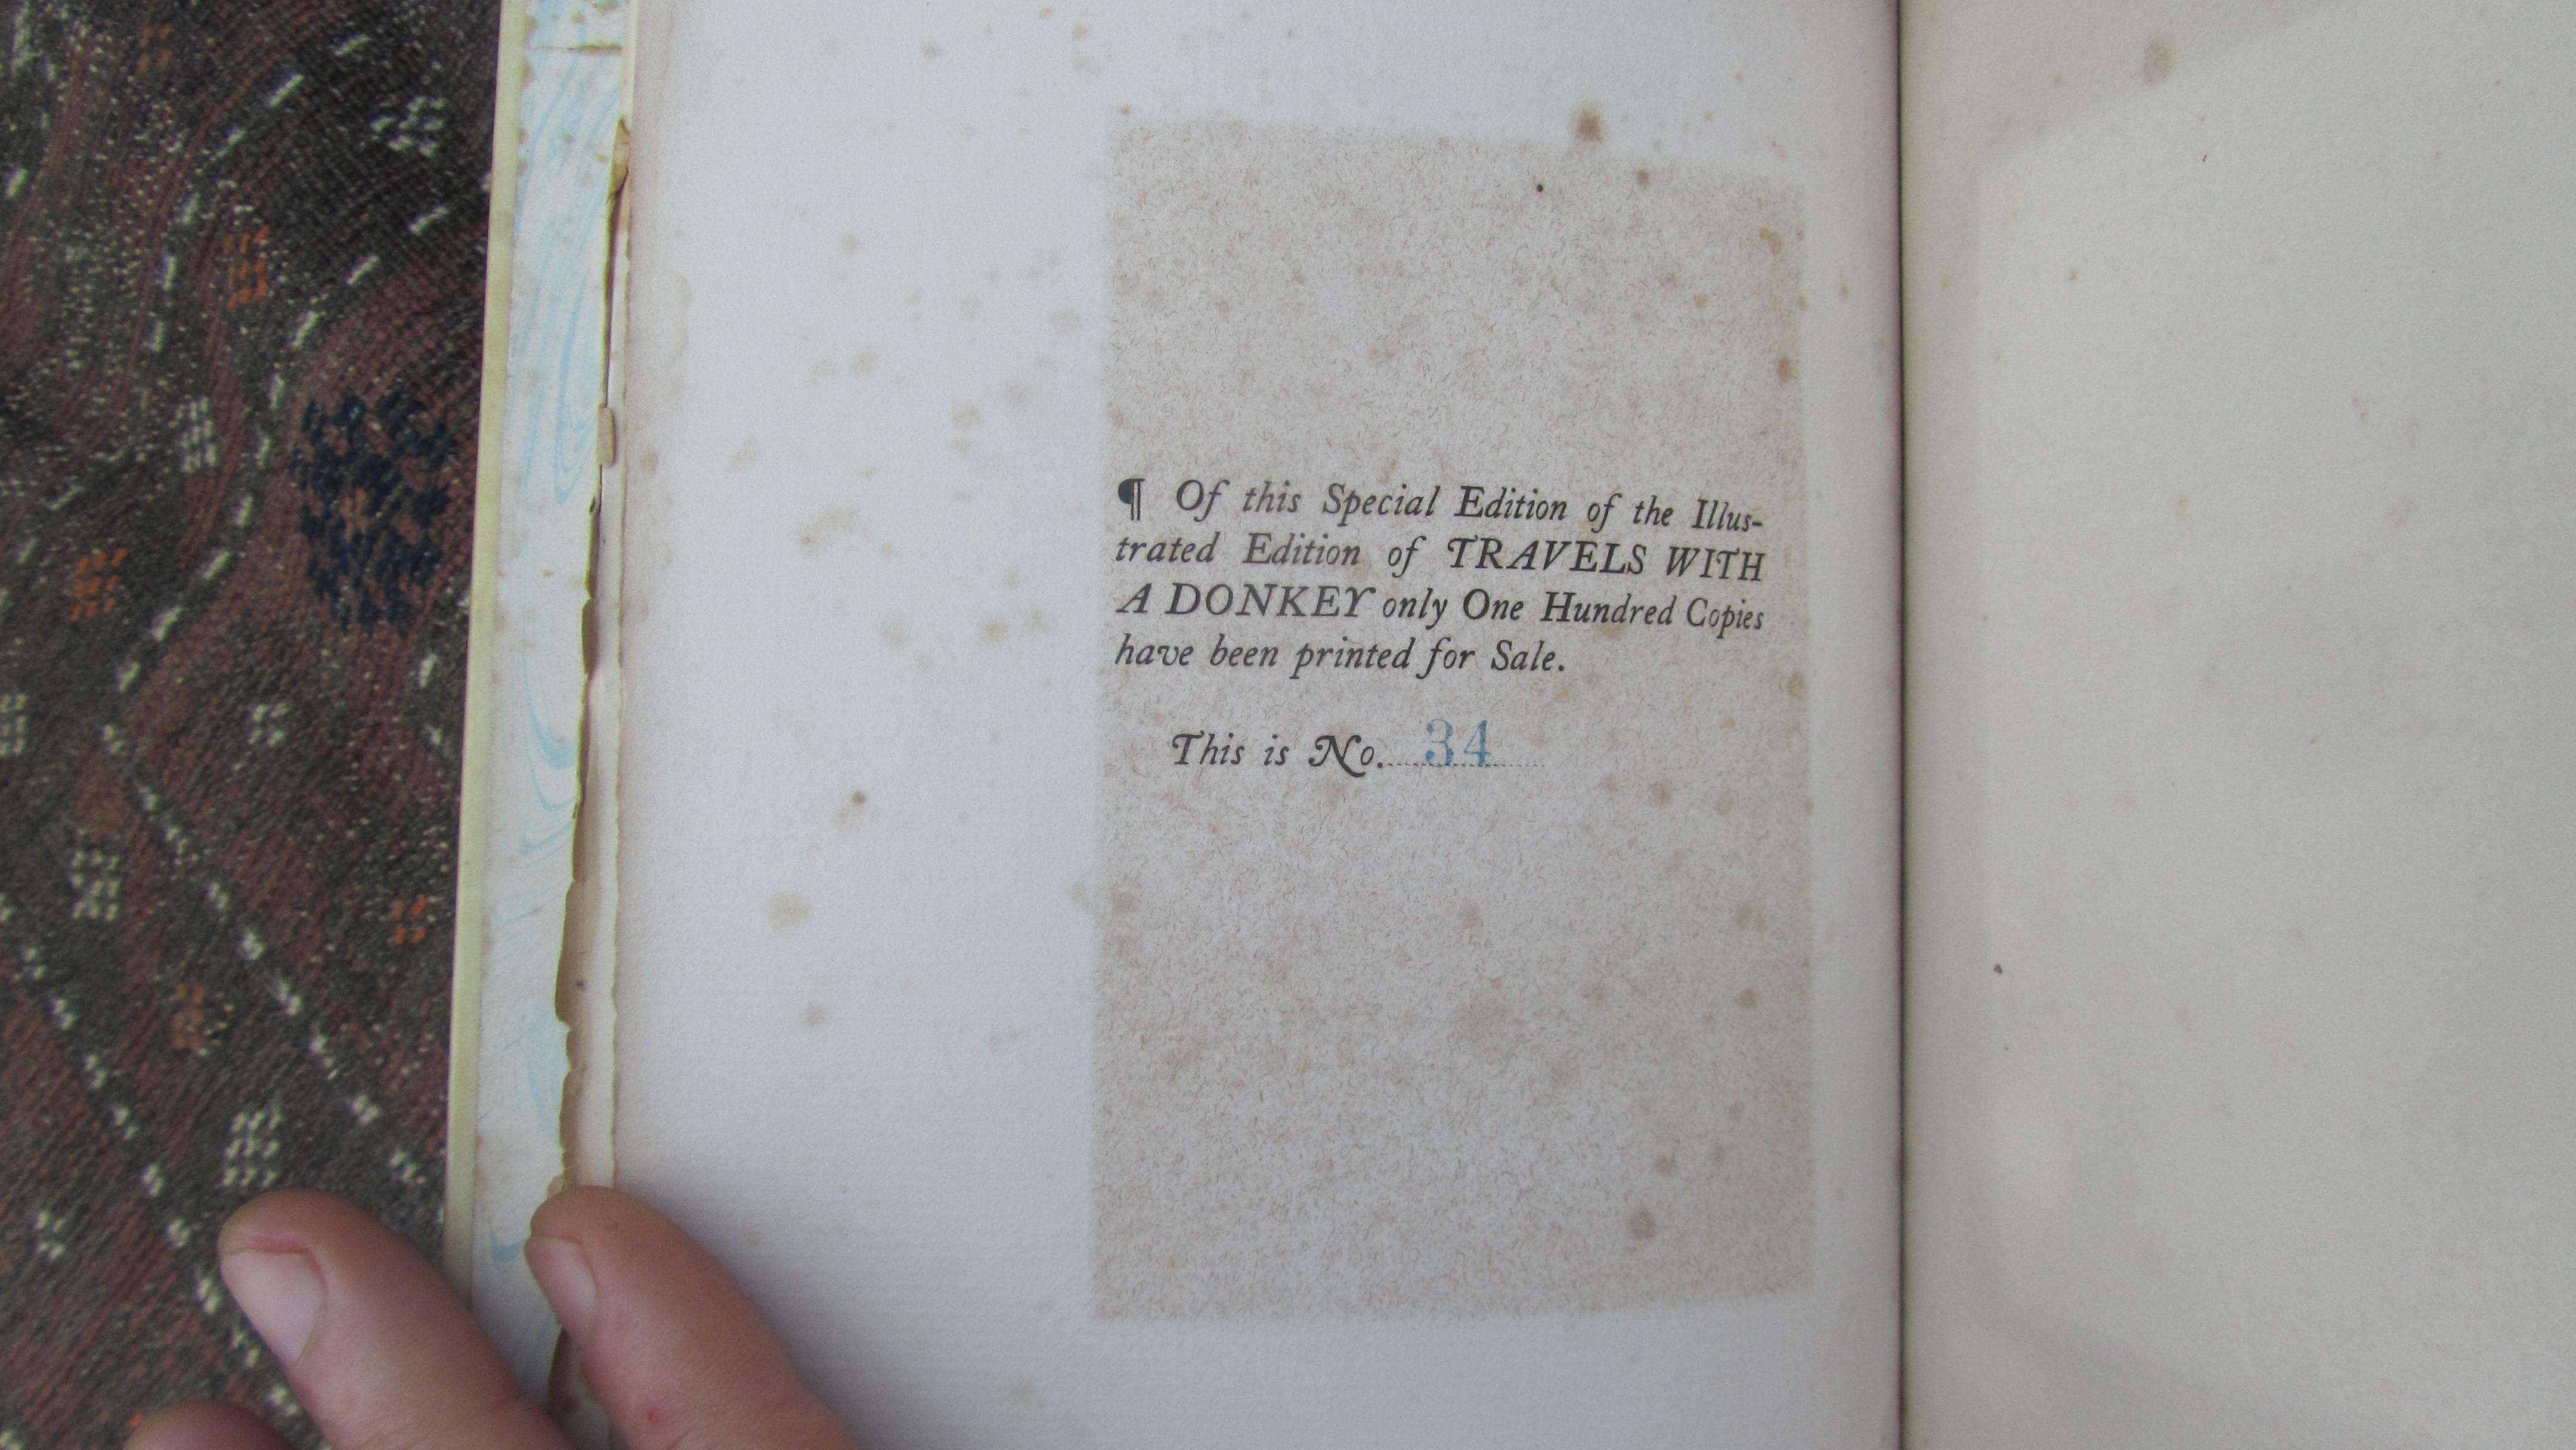 ¶ Of this Special Edition of the Illus-
trated Edition of TRAVELS WITH
A DONKEY only One Hundred Copies
have been printed for Sale.
This is No. 34